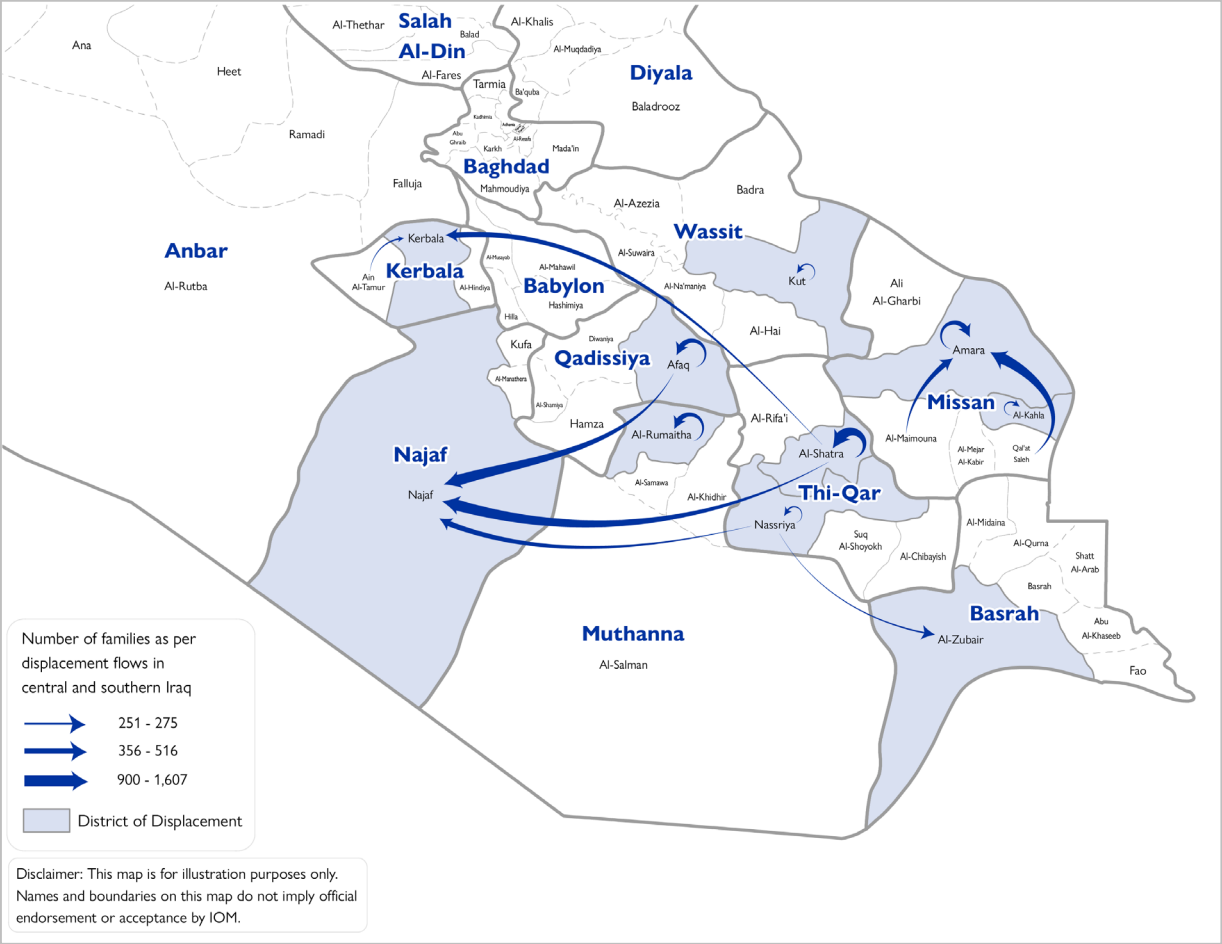 Al-Thethar
Salah
Al-Din
Balad
Al-Khalis
Al-Muqdadiya
Ana
Heet
Al-Fares
Tarmia
Ba'quba
Diyala
Baladrooz
Ramadi
Kadhimia
Abu
Ghraib
Karkh
Al-Resafa
Mada'in
Baghdad
Mahmoudiya
Falluja
Badra
Al-Azezia
Wassit
Anbar
Al-Rutba
Kerbala
Kerbala
Ain
Al-Tamur
Al-Hindiya
Al-Musayab
Al-Mahawil
Babylon
Hashimiya
Hilla
Al-Suwaira
Al-Na'maniya
Kut
Ali
Al-Gharbi
Al-Hai
Kufa
Diwaniya
Qadissiya
Afaq
Al-Manathera
Al-Shamiya
Hamza
Amara
Missan
Al-Kahla
Al-Maimouna
Al-Mejar
Al-Kabir
Qal'at
Saleh
Al-Rifa'i
Al-Rumaitha
Al-Shatra
Najaf
Najaf
Al-Samawa
Al-Khidhir
Thi-Qar
Nassriya
Suq
Al-Shoyokh
Al-Chibayish
Al-Midaina
Al-Qurna
Shatt
Al-Arab
Basrah
Basrah
Al-Zubair
Abu
Al-Khaseeb
Fao
Muthanna
Al-Salman
Number of families as per
displacement flows in
central and southern Iraq
251 - 275
356 - 516
900 - 1,607
District of Displacement
Disclaimer: This map is for illustration purposes only.
Names and boundaries on this map do not imply official
endorsement or acceptance by IOM.